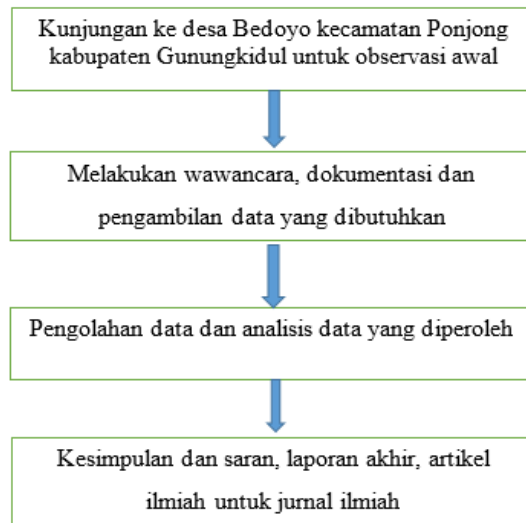 Kunjungan ke desa Bedoyo kecamatan Ponjong
kabupaten Gunungkidul untuk observasi awal
Melakukan wawancara, dokumentasi dan
pengambilan data yang dibutuhkan
Pengolahan data dan analisis data yang diperoleh
Kesimpulan dan saran, laporan akhir, artikel
ilmiah untuk jurnal ilmiah